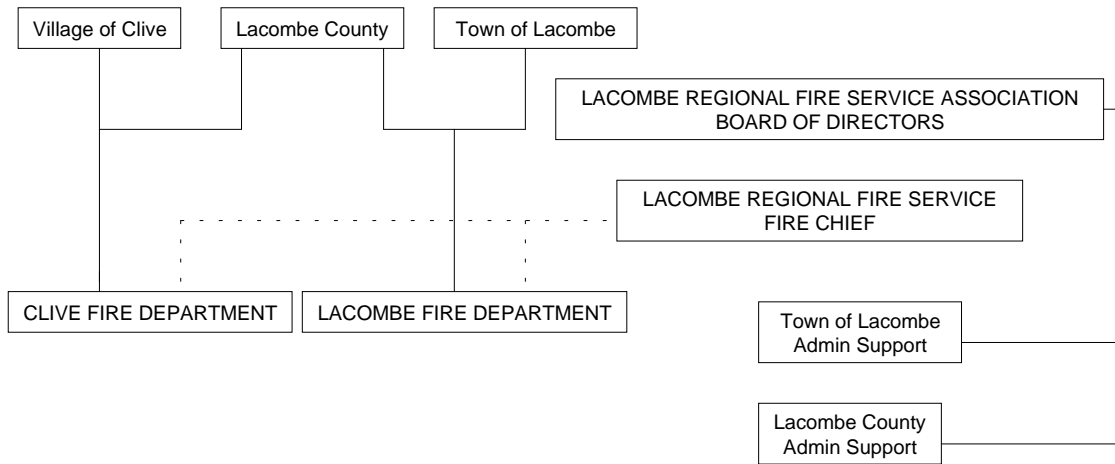 Village of Clive
Lacombe County
Town of Lacombe
LACOMBE REGIONAL FIRE SERVICE ASSOCIATION
BOARD OF DIRECTORS
LACOMBE REGIONAL FIRE SERVICE
FIRE CHIEF
CLIVE FIRE DEPARTMENT
LACOMBE FIRE DEPARTMENT
Town of Lacombe
Admin Support
Lacombe County
Admin Support